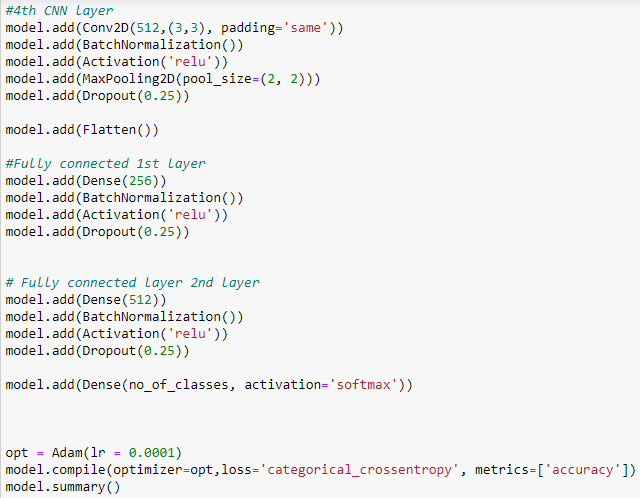 #4th CNN layer
model.add(Conv2D(512,(3,3), padding='same'))
model.add(BatchNormalization())
model.add(Activation('relu'))
model.add(MaxPooling2D(pool_size=(2, 2)))
model.add(Dropout(0.25))
model.add(Flatten())
#Fully connected 1st layer
model.add(Dense(256))
model.add(BatchNormalization())
model.add(Activation('relu'))
model.add(Dropout(0.25))
# Fully connected layer 2nd layer
model.add(Dense(512))
model.add(BatchNormalization())
model.add(Activation('relu'))
model.add(Dropout(0.25))
model.add(Dense(no_of_classes, activation='softmax'))
opt = Adam(lr = 0.0001)
model.compile(optimizer=opt,loss='categorical_crossentropy', metrics=['accuracy'])
model.summary()